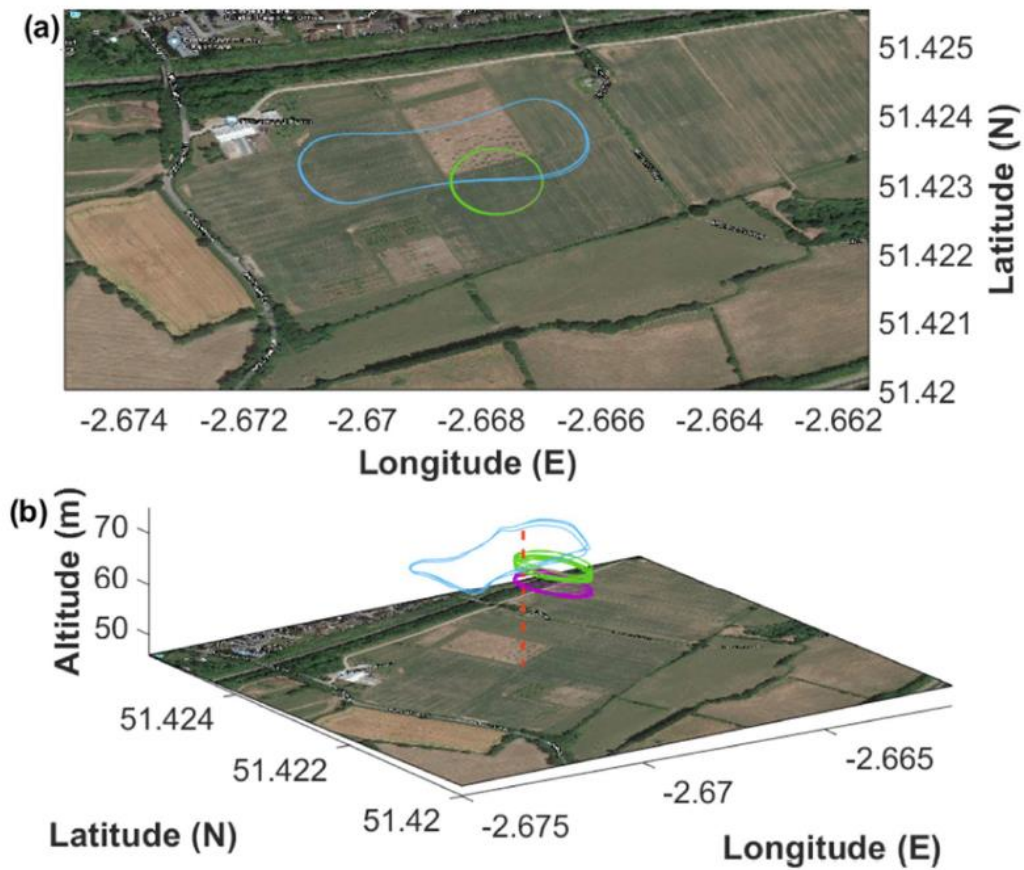 (a)
51.425
51.424
51.423
51.422
51.421
51.42
Latitude (N)
-2.674 -2.672 -2.67 -2.668 -2.666 -2.664 -2.662
Longitude (E)
(b)
Altitude (m)
70
60
50
51.424
51.422
51.42
-2.675
-2.67
-2.665
Latitude (N)
Longitude (E)